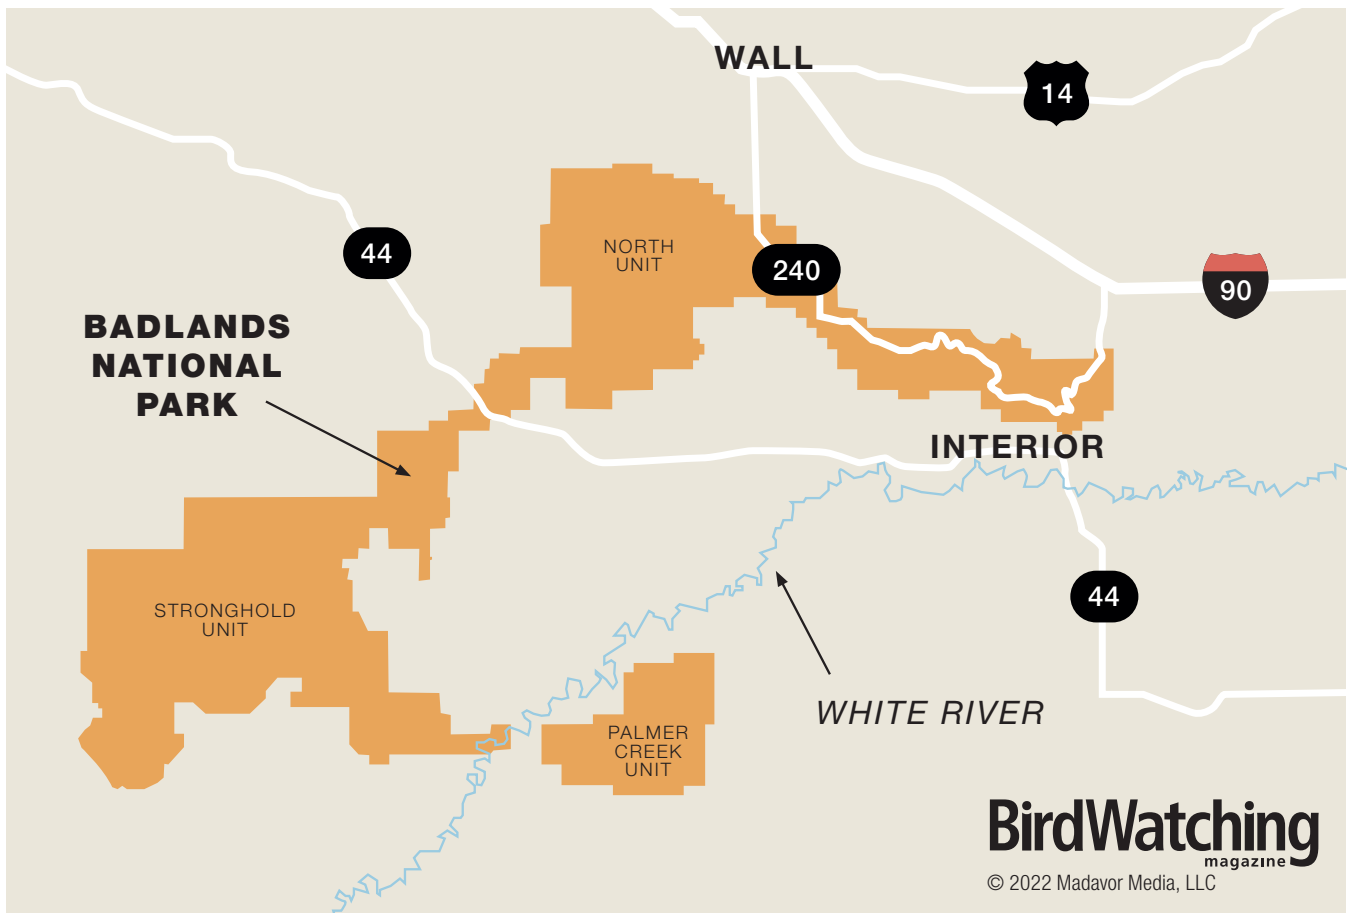 WALL
14
NORTH
UNIT
44
240
90
BADLANDS
NATIONAL
PARK
INTERIOR
44
STRONGHOLD
UNIT
WHITE RIVER
PALMER
CREEK
UNIT
BirdWatching
magazine
© 2022 Madavor Media, LLC